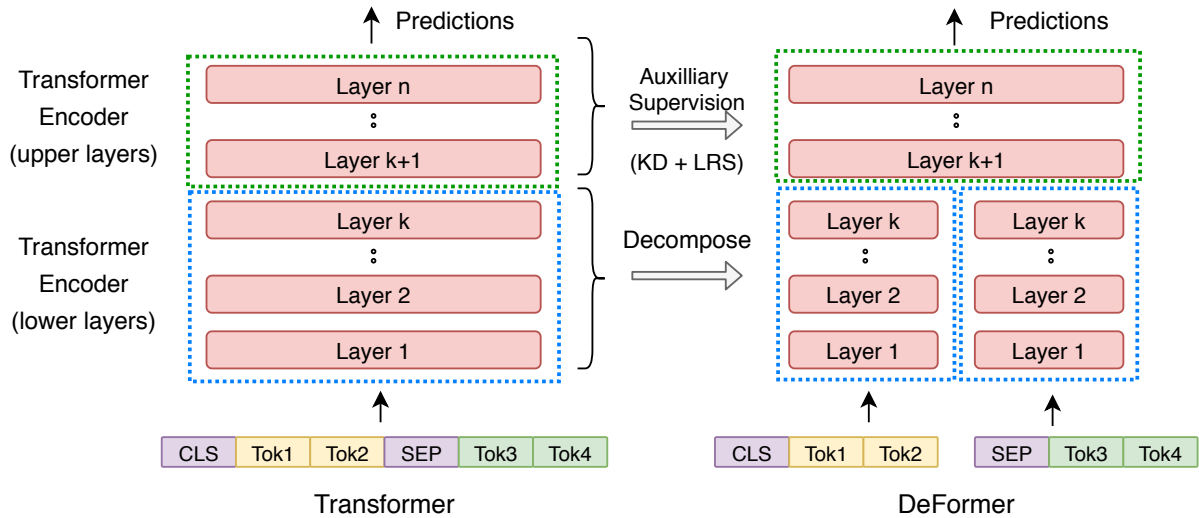 Predictions
Predictions
Transformer
Encoder
(upper layers)
Layer n
Layer k+1
Auxilliary
Supervision
(KD + LRS)
Layer n
Layer k+1
Transformer
Encoder
(lower layers)
Layer k
Layer 2
Layer 1
Decompose
Layer k
Layer 2
Layer 1
Layer k
Layer 2
Layer 1
CLS Tok1 Tok2 SEP Tok3 Tok4
CLS Tok1 Tok2
SEP Tok3 Tok4
Transformer
DeFormer